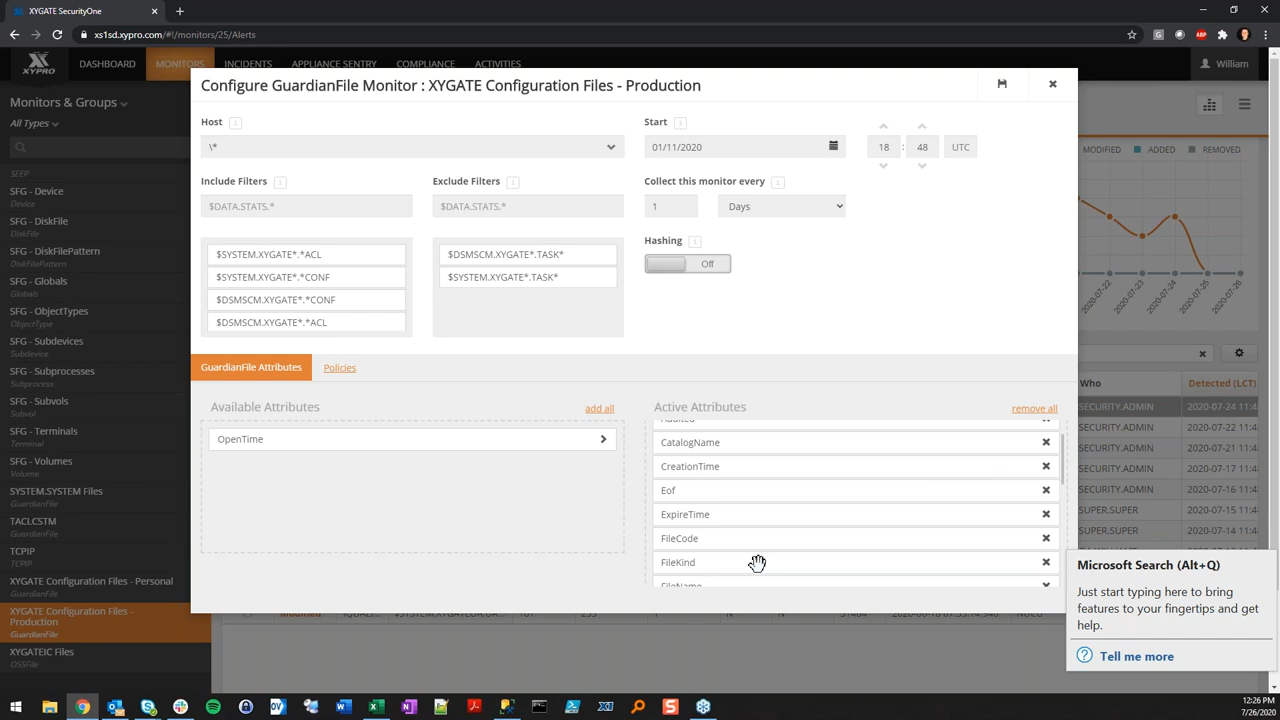 XYPRO SecurityOne
xs1sd.xypro.com/#!/monitors/25/Alerts
XYPRO
DASHBOARD
MONITORS
INCIDENTS
APPLIANCE SENTRY
COMPLIANCE
ACTIVITIES
William
Monitors & Groups
All Types
SEEP
SFG - Device
Device
SFG - DiskFile
DiskFile
SFG - DiskFilePattern
DiskFilePattern
SFG - Globals
Globals
SFG - ObjectTypes
ObjectType
SFG - Subdevices
Subdevice
SFG - Subprocesses
Subprocess
SFG - Subvols
Subvol
SFG - Terminals
Terminal
SFG - Volumes
Volume
SYSTEM.SYSTEM Files
GuardianFile
TACLCSTM
GuardianFile
TCPIP
TCPIP
XYGATE Configuration Files - Personal
GuardianFile
XYGATE Configuration Files -
Production
GuardianFile
XYGATEIC Files
OSSFile
Configure GuardianFile Monitor : XYGATE Configuration Files - Production
Host
\*
Start
01/11/2020
18 : 48 UTC
Include Filters
$DATA.STATS.*
Exclude Filters
$DATA.STATS.*
Collect this monitor every
1
Days
$SYSTEM.XYGATE*.*ACL
$SYSTEM.XYGATE*.*CONF
$DSMSCM.XYGATE*.*CONF
$DSMSCM.XYGATE*.*ACL
$DSMSCM.XYGATE*.TASK*
$SYSTEM.XYGATE*.TASK*
Hashing
Off
GuardianFile Attributes
Policies
Available Attributes
add all
OpenTime
Active Attributes
remove all
Audited
CatalogName
CreationTime
Eof
ExpireTime
FileCode
FileKind
FileName
MODIFIED
ADDED
REMOVED
2020-07-22
2020-07-23
2020-07-24
2020-07-25
2020-07-26
Who
Detected (LCT)
SECURITY.ADMIN 2020-07-24 11:4
SECURITY.ADMIN 2020-07-22 11:4
SECURITY.ADMIN 2020-07-21 11:4
SECURITY.ADMIN 2020-07-17 11:4
SECURITY.ADMIN 2020-07-16 11:4
SUPER.SUPER 2020-07-15 11:4
SUPER.SUPER 2020-07-14 11:4
Microsoft Search (Alt+Q)
Just start typing here to bring
features to your fingertips and get
help.
Tell me more
12:26 PM
7/26/2020